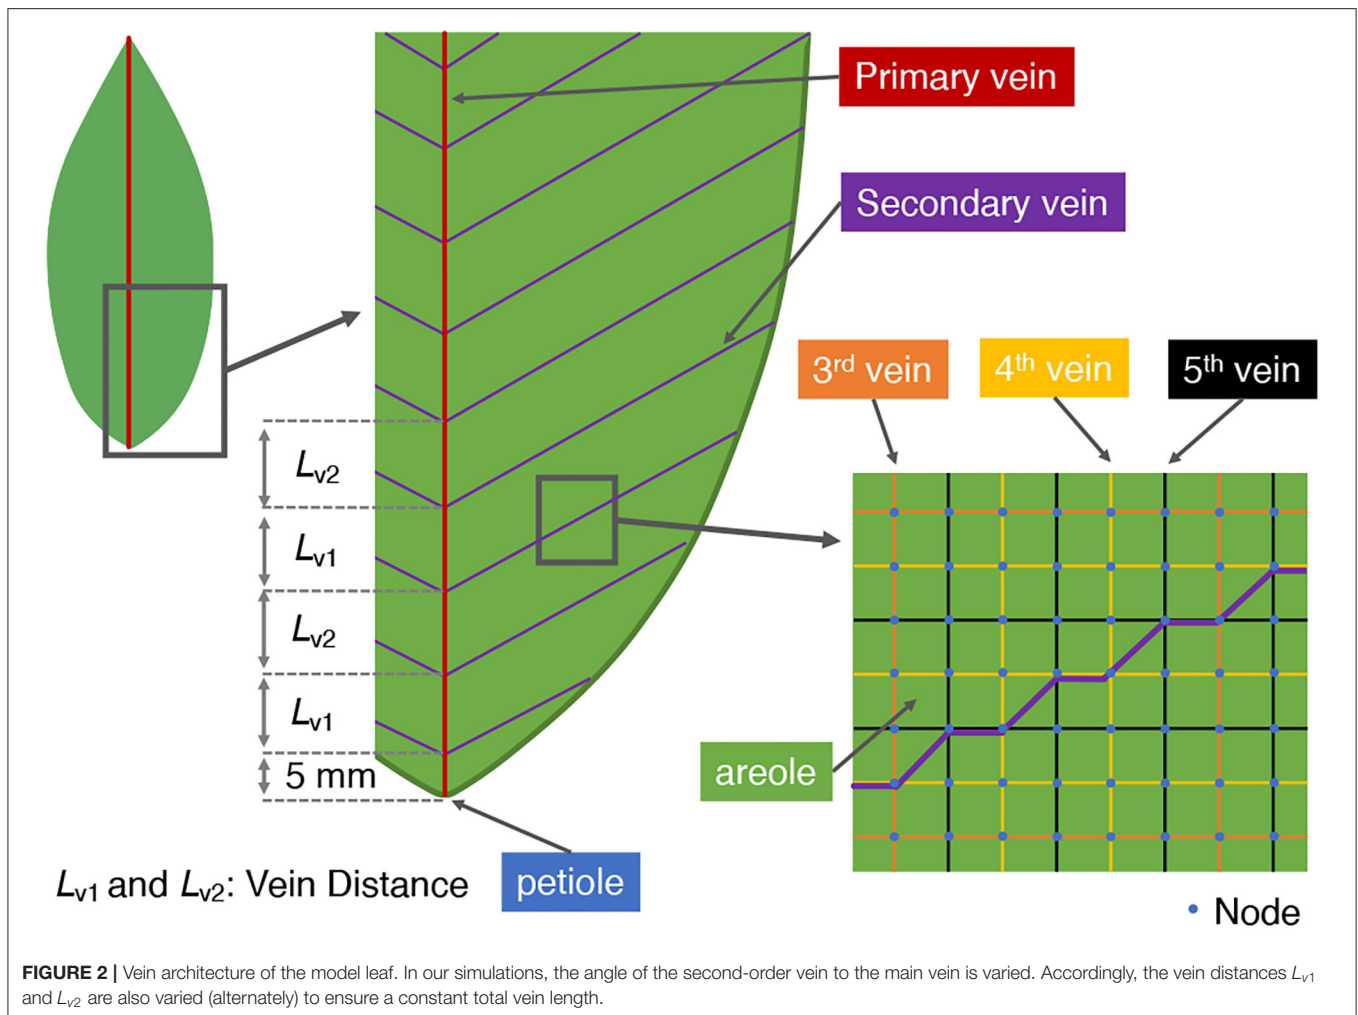 Primary vein
Secondary vein
3rd vein
4th vein
5th vein
Lv2
Lv1
Lv2
Lv1
5 mm
areole
petiole
Lv1 and Lv2: Vein Distance
Node
FIGURE 2 | Vein architecture of the model leaf. In our simulations, the angle of the second-order vein to the main vein is varied. Accordingly, the vein distances Lv1
and Lv2 are also varied (alternately) to ensure a constant total vein length.